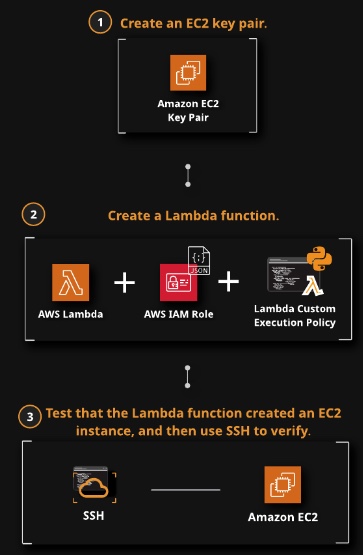 1 Create an EC2 key pair.
Amazon EC2
Key Pair
2 Create a Lambda function.
{:} JSON
AWS Lambda + AWS IAM Role + Lambda Custom
Execution Policy
3 Test that the Lambda function created an EC2
instance, and then use SSH to verify.
SSH Amazon EC2